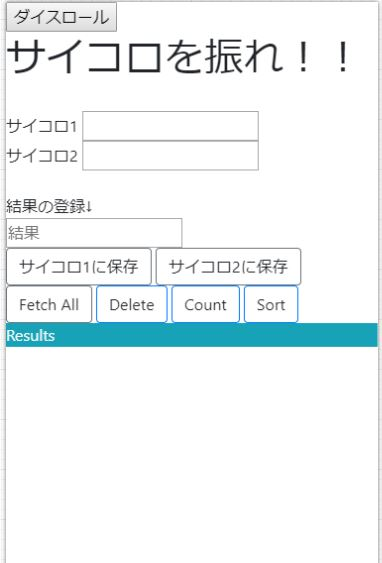 ダイスロール
サイコロを振れ！！
サイコロ1
サイコロ2
結果の登録↓
結果
サイコロ1に保存 サイコロ2に保存
Fetch All Delete Count Sort
Results